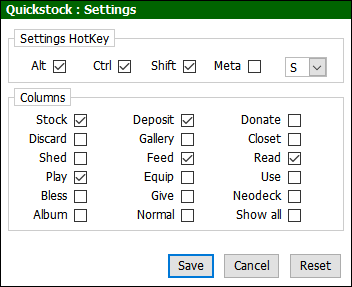 Quickstock : Settings
Settings HotKey
Alt Ctrl Shift Meta S
Columns
Stock Deposit Donate
Discard Gallery Closet
Shed Feed Read
Play Equip Use
Bless Give Neodeck
Album Normal Show all
Save Cancel Reset